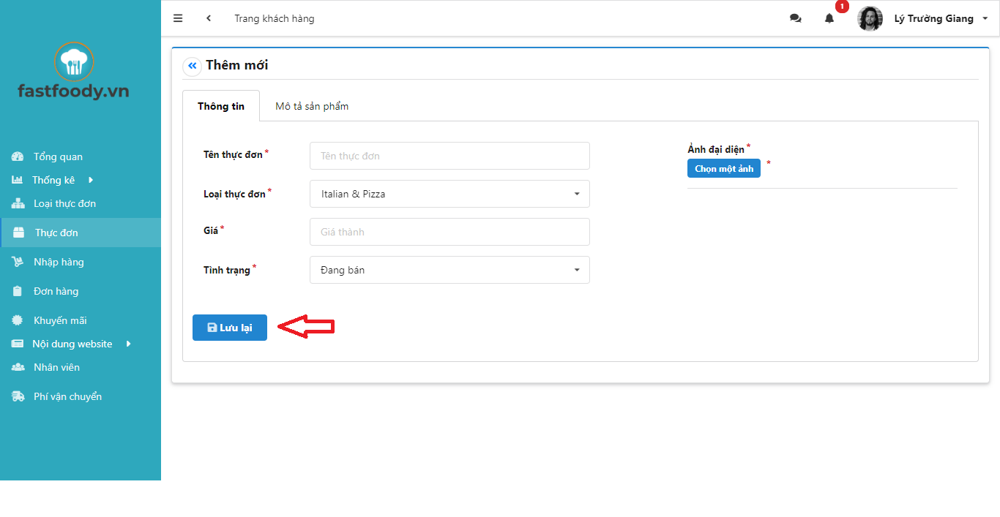 fastfoody.vn
Tổng quan
Thống kê
Loại thực đơn
Thực đơn
Nhập hàng
Đơn hàng
Khuyến mãi
Nội dung website
Nhân viên
Phí vận chuyển
Trang khách hàng
1
Lý Trường Giang
Thêm mới
Thông tin
Mô tả sản phẩm
Tên thực đơn *
Tên thực đơn
Loại thực đơn *
Italian & Pizza
Giá *
Giá thành
Tình trạng *
Đang bán
Ảnh đại diện *
Chọn một ảnh *
Lưu lại